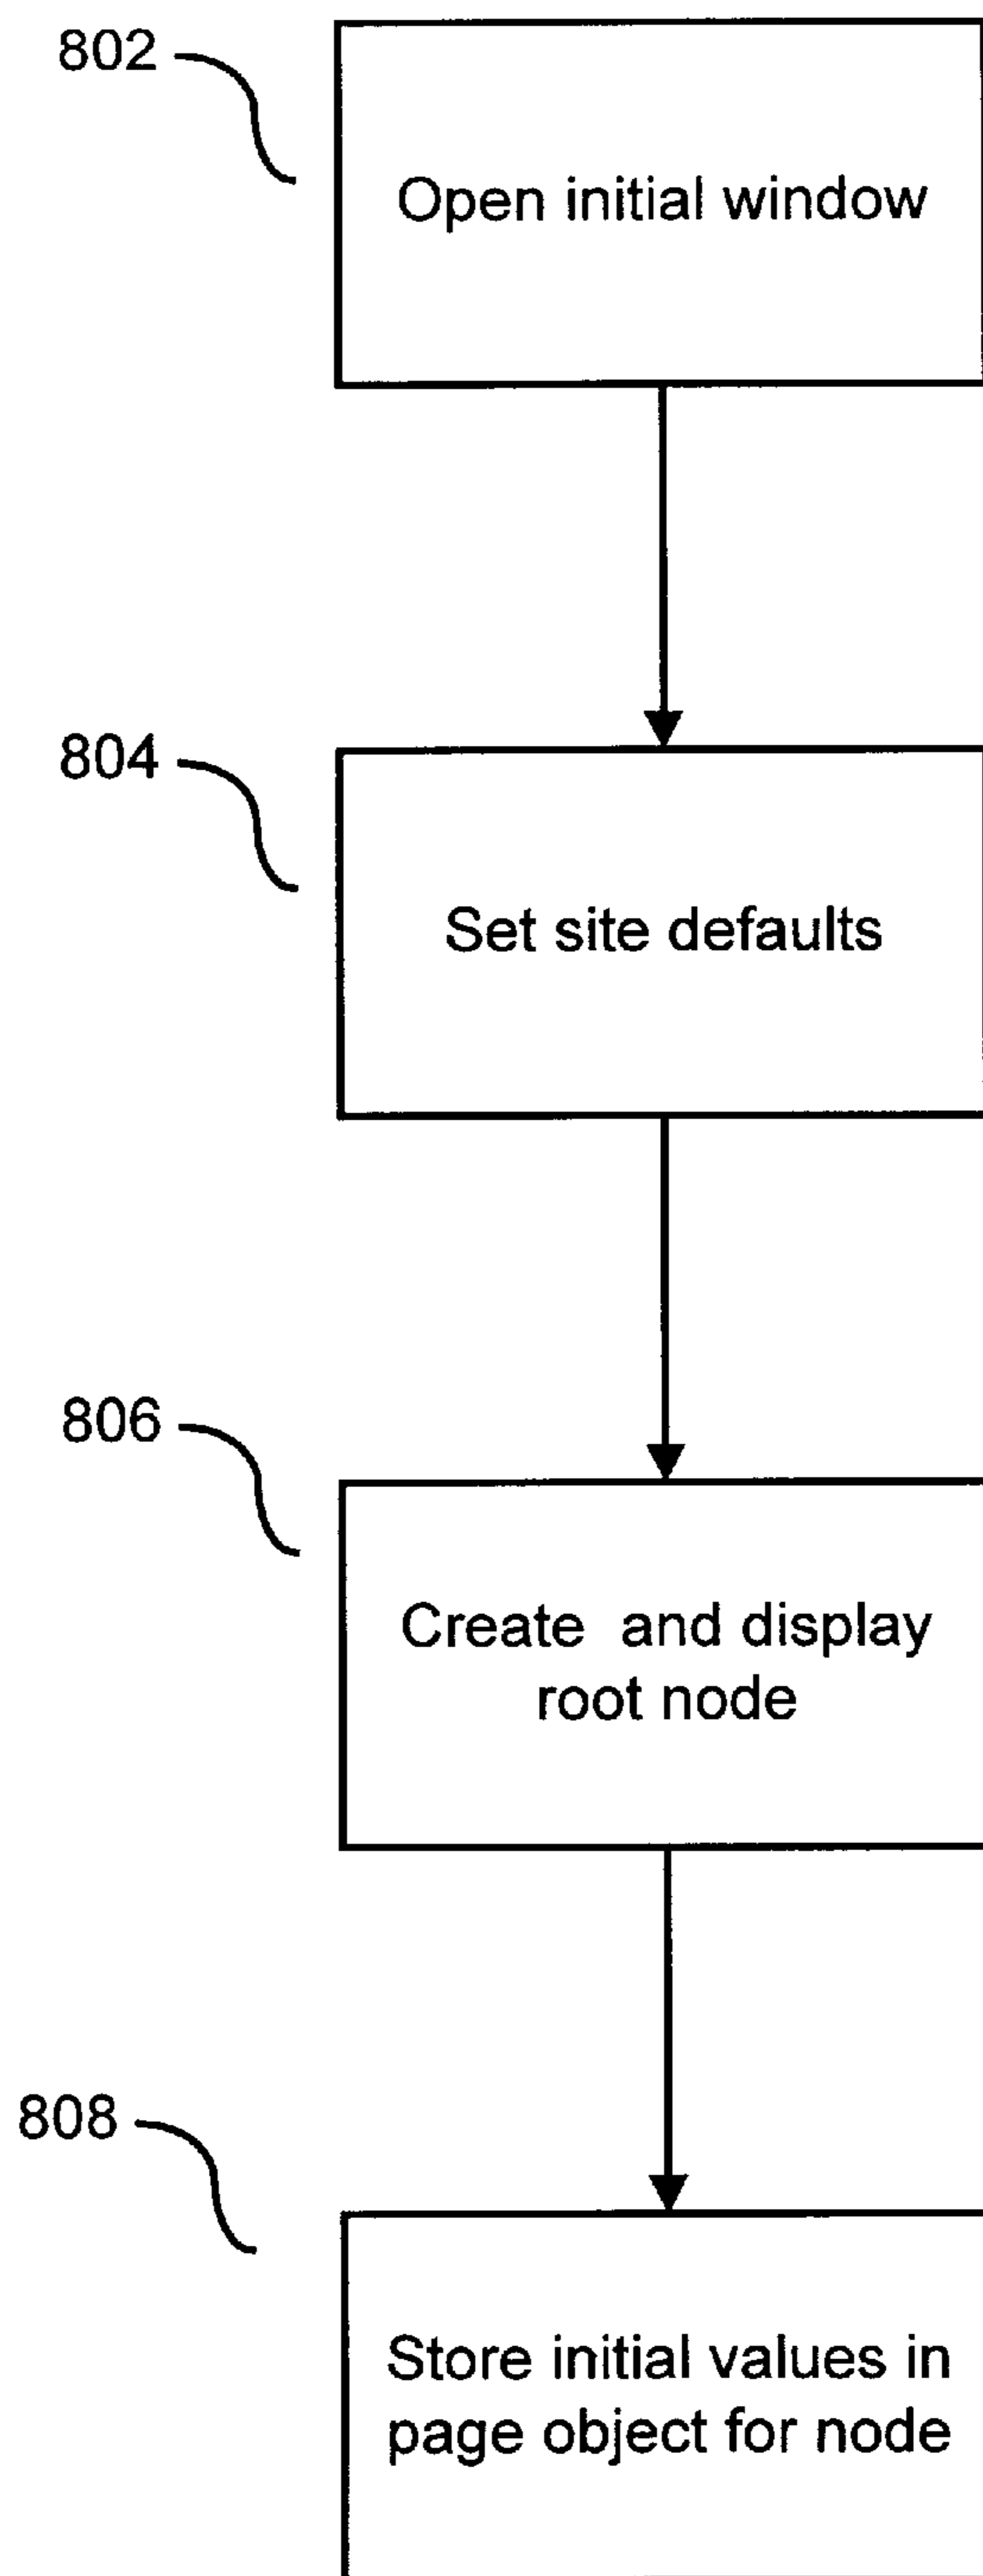 802
Open initial window
804
Set site defaults
806
Create and display
root node
808
Store initial values in
page object for node